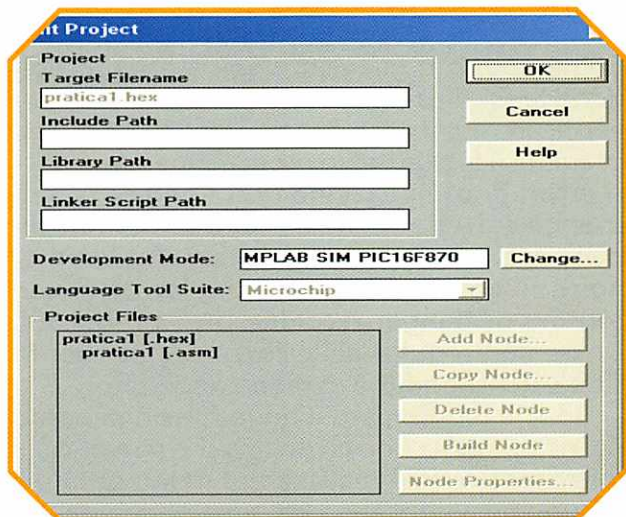 nt Project
Project
Target Filename
pratica1.hex
Include Path
Library Path
Linker Script Path
OK
Cancel
Help
Development Mode: MPLAB SIM PIC16F870 Change...
Language Tool Suite: Microchip
Project Files
pratica1 [.hex]
pratica1 [.asm]
Add Node...
Copy Node...
Delete Node
Build Node
Node Properties...